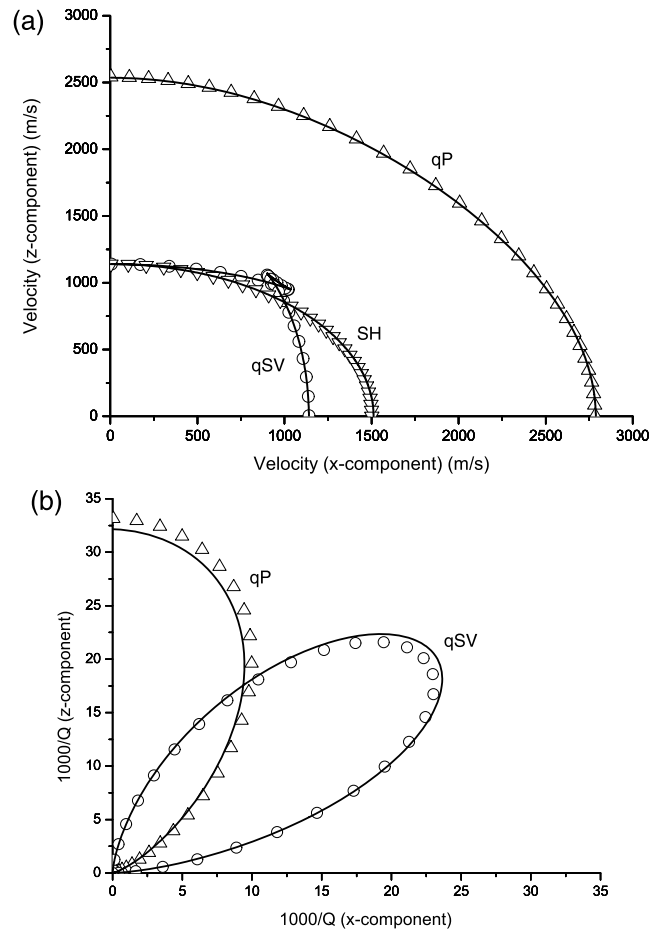 (a)
3000
2500
2000
1500
1000
500
0
Velocity (z-component) (m/s)
qP
SH
qSV
0 500 1000 1500 2000 2500 3000
Velocity (x-component) (m/s)
(b)
35
30
25
20
15
10
5
0
1000/Q (z-component)
qP
qSV
0 5 10 15 20 25 30 35
1000/Q (x-component)